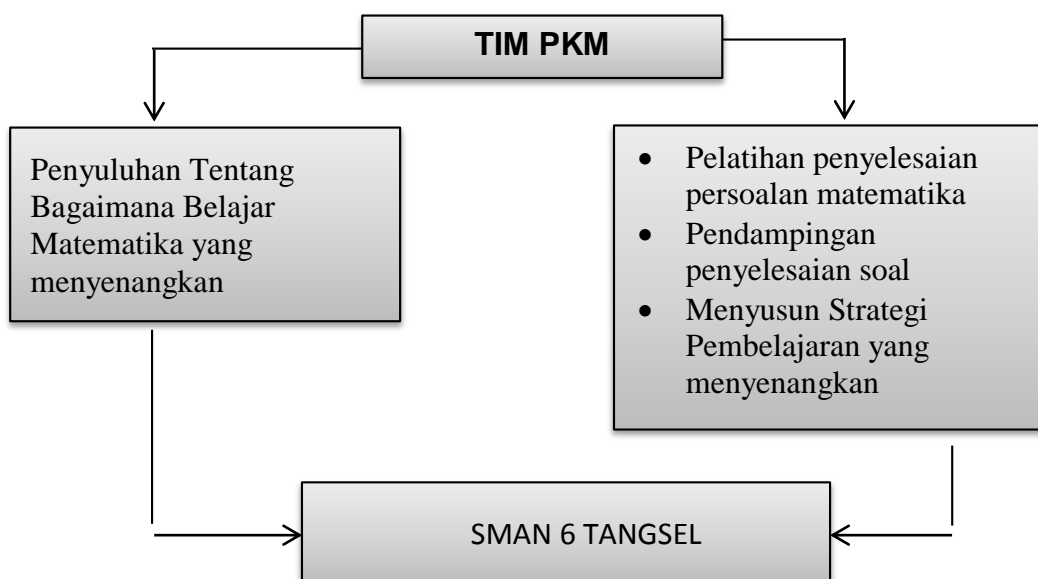 TIM PKM
Penyuluhan Tentang
Bagaimana Belajar
Matematika yang
menyenangkan
• Pelatihan penyelesaian
persoalan matematika
• Pendampingan
penyelesaian soal
• Menyusun Strategi
Pembelajaran yang
menyenangkan
SMAN 6 TANGSEL